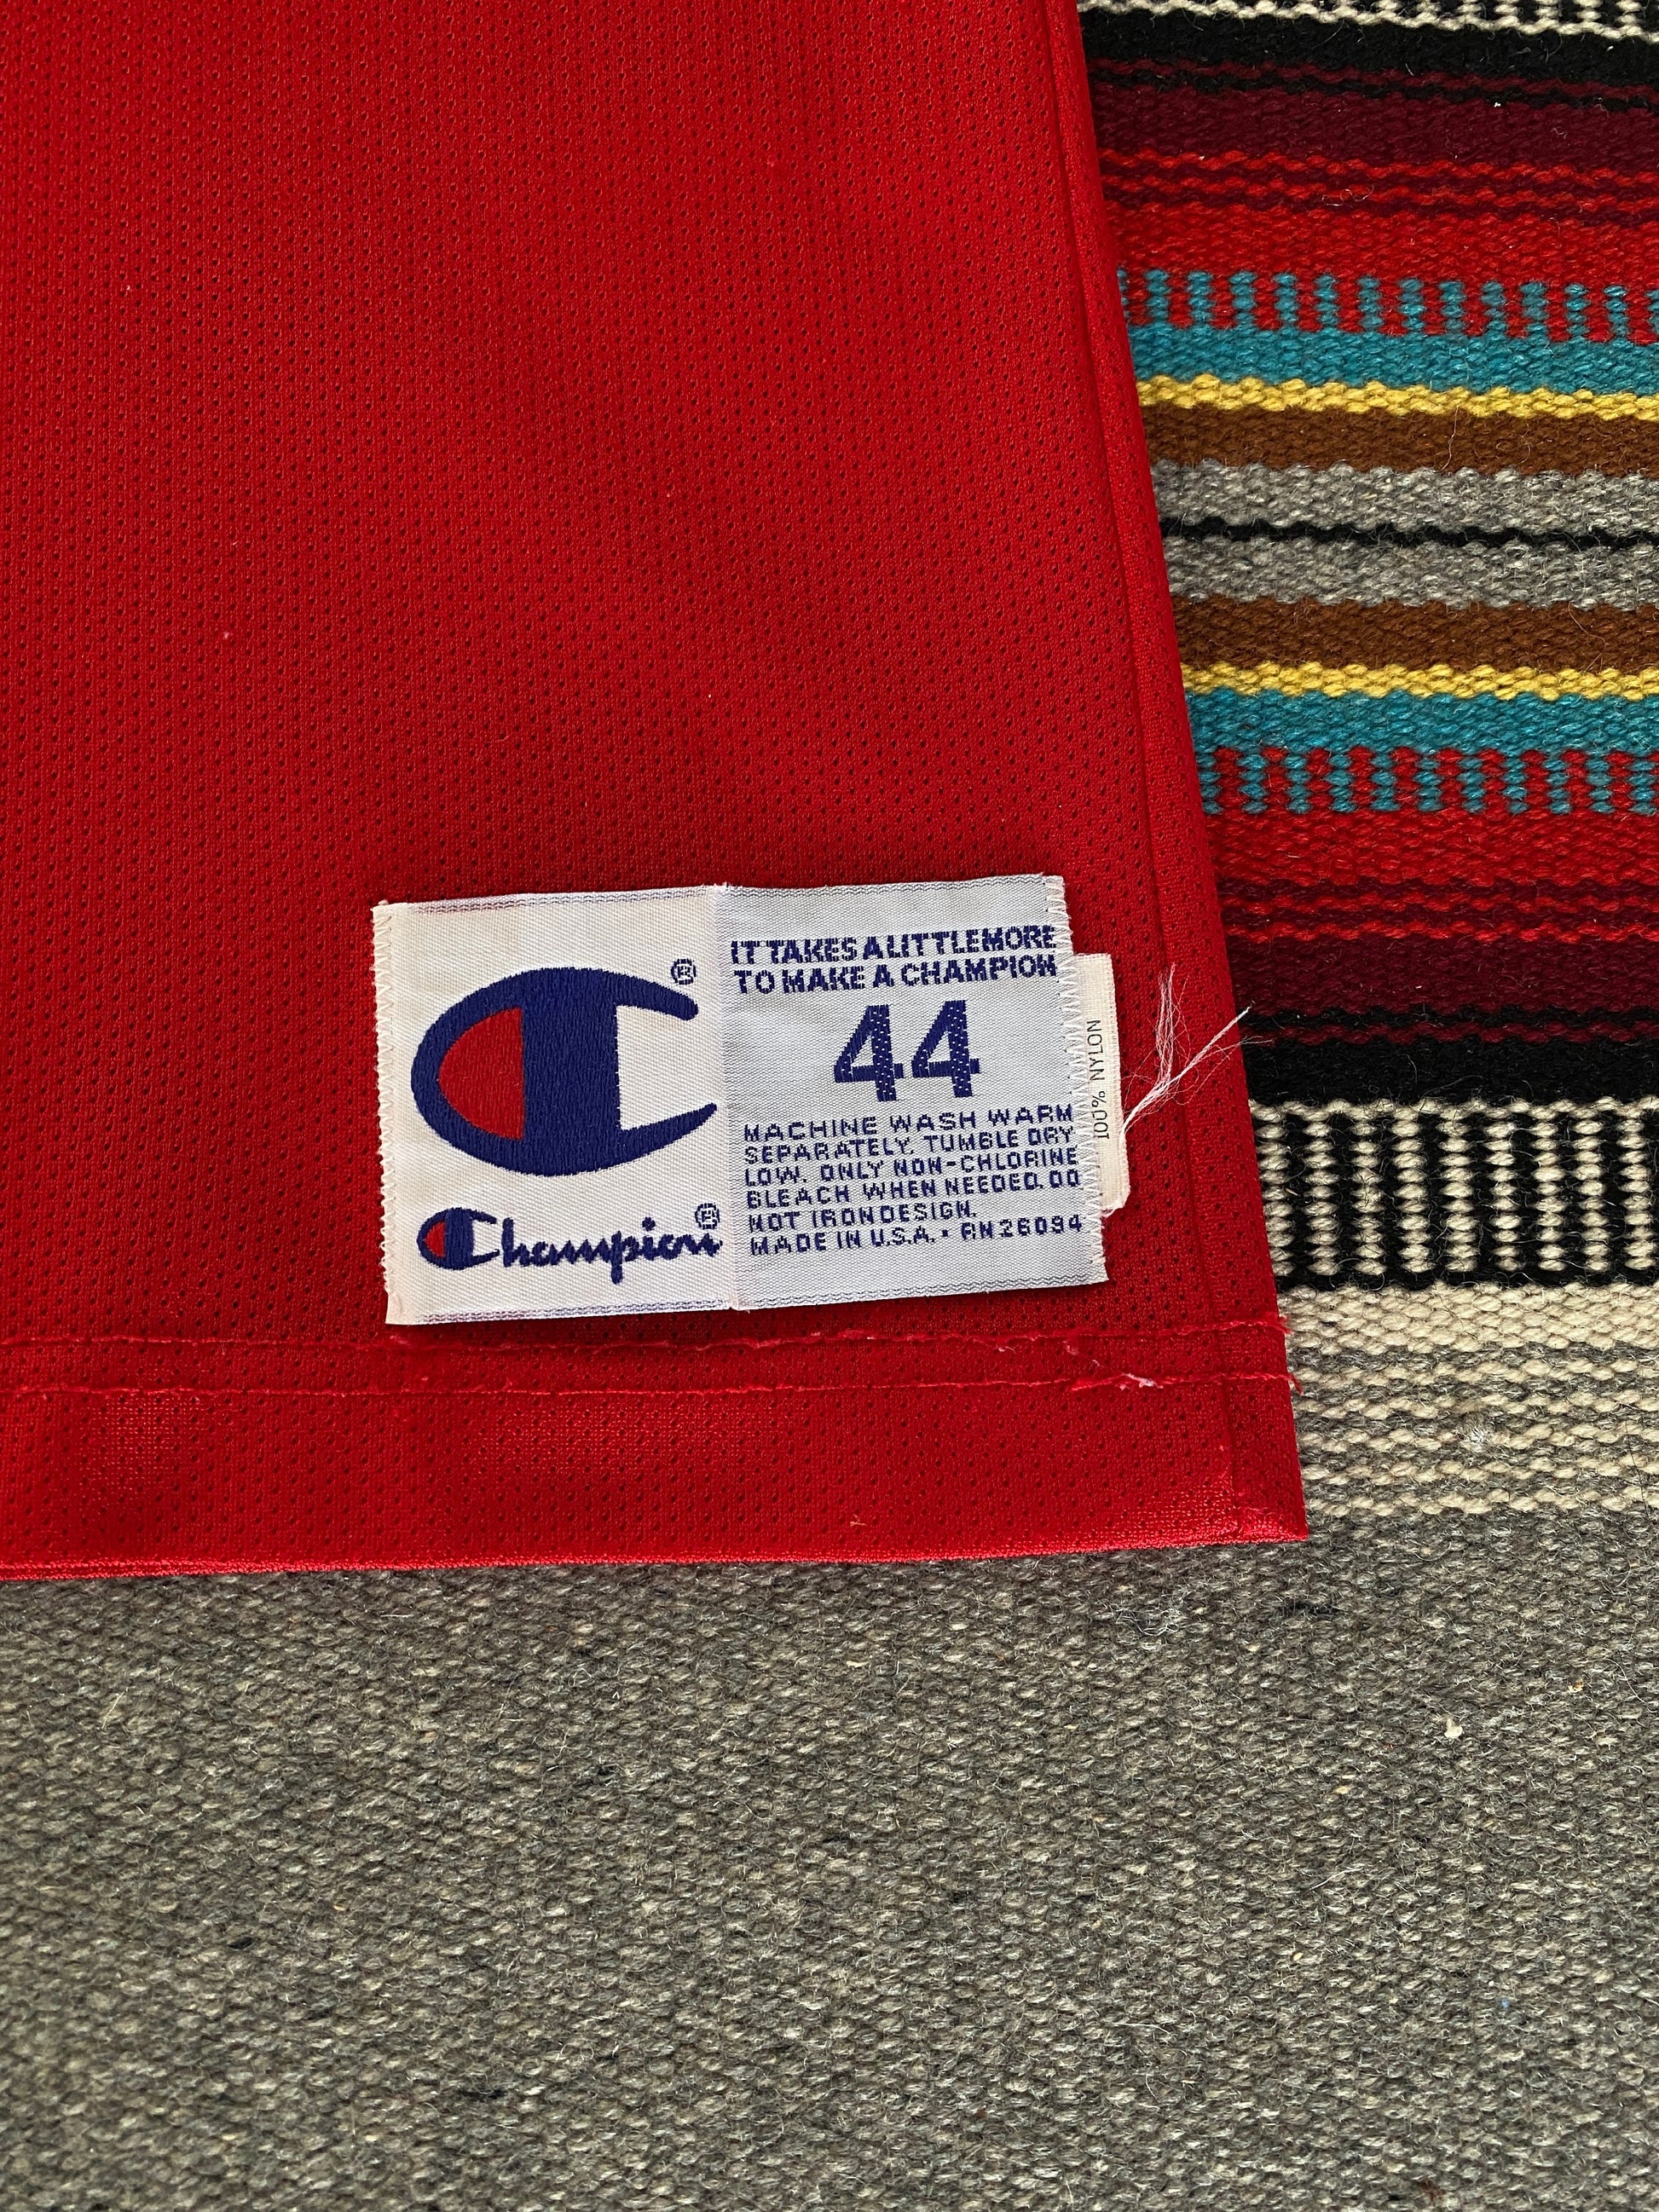 ®
Champion®
IT TAKES A LITTLE MORE
TO MAKE A CHAMPION
44
MACHINE WASH WARM
SEPARATELY. TUMBLE DRY
LOW. ONLY NON-CHLORINE
BLEACH WHEN NEEDED. DO
NOT IRON DESIGN.
MADE IN U.S.A. • RN 26094
100% NYLON